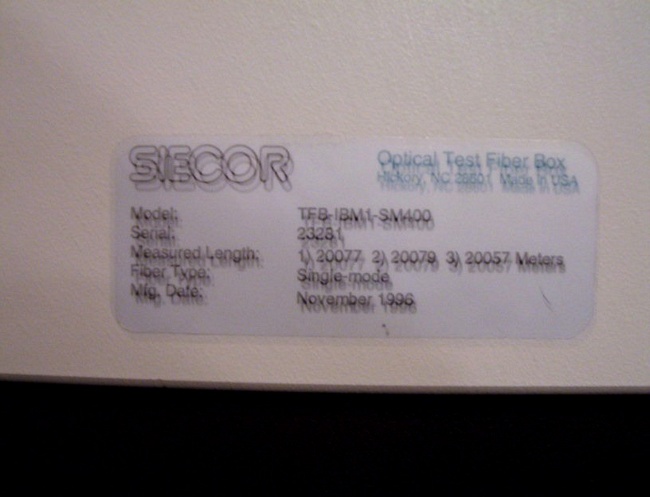 SIECOR
Optical Test Fiber Box
Hickory, NC 28601 Made in USA
Model: TFB-IBM1-SM400
Serial: 23281
Measured Length: 1) 20077 2) 20079 3) 20057 Meters
Fiber Type: Single-mode
Mfg. Date: November 1996